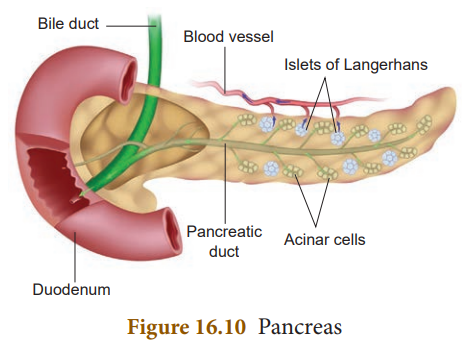 Bile duct
Blood vessel
Islets of Langerhans
Pancreatic
duct
Acinar cells
Duodenum
Figure 16.10 Pancreas